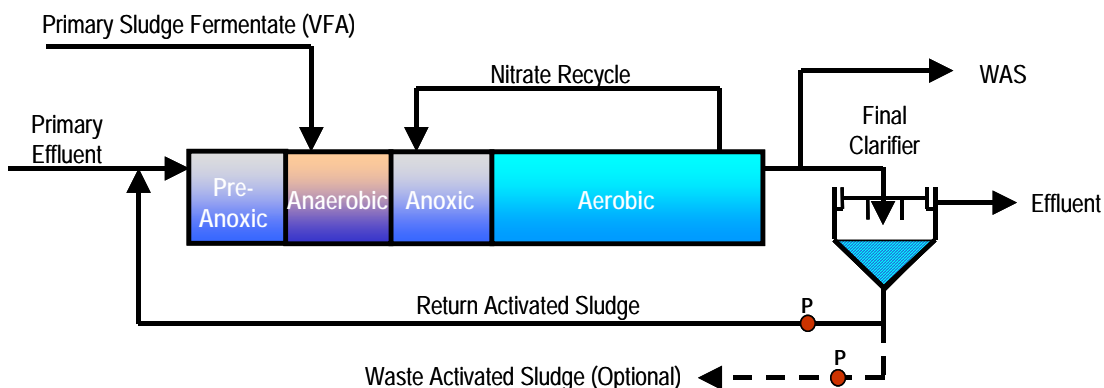 Primary Sludge Fermentate (VFA)
Nitrate Recycle
WAS
Primary
Effluent
Final
Clarifier
Pre-
Anoxic
Anaerobic
Anoxic
Aerobic
Effluent
Return Activated Sludge
P
P
Waste Activated Sludge (Optional)